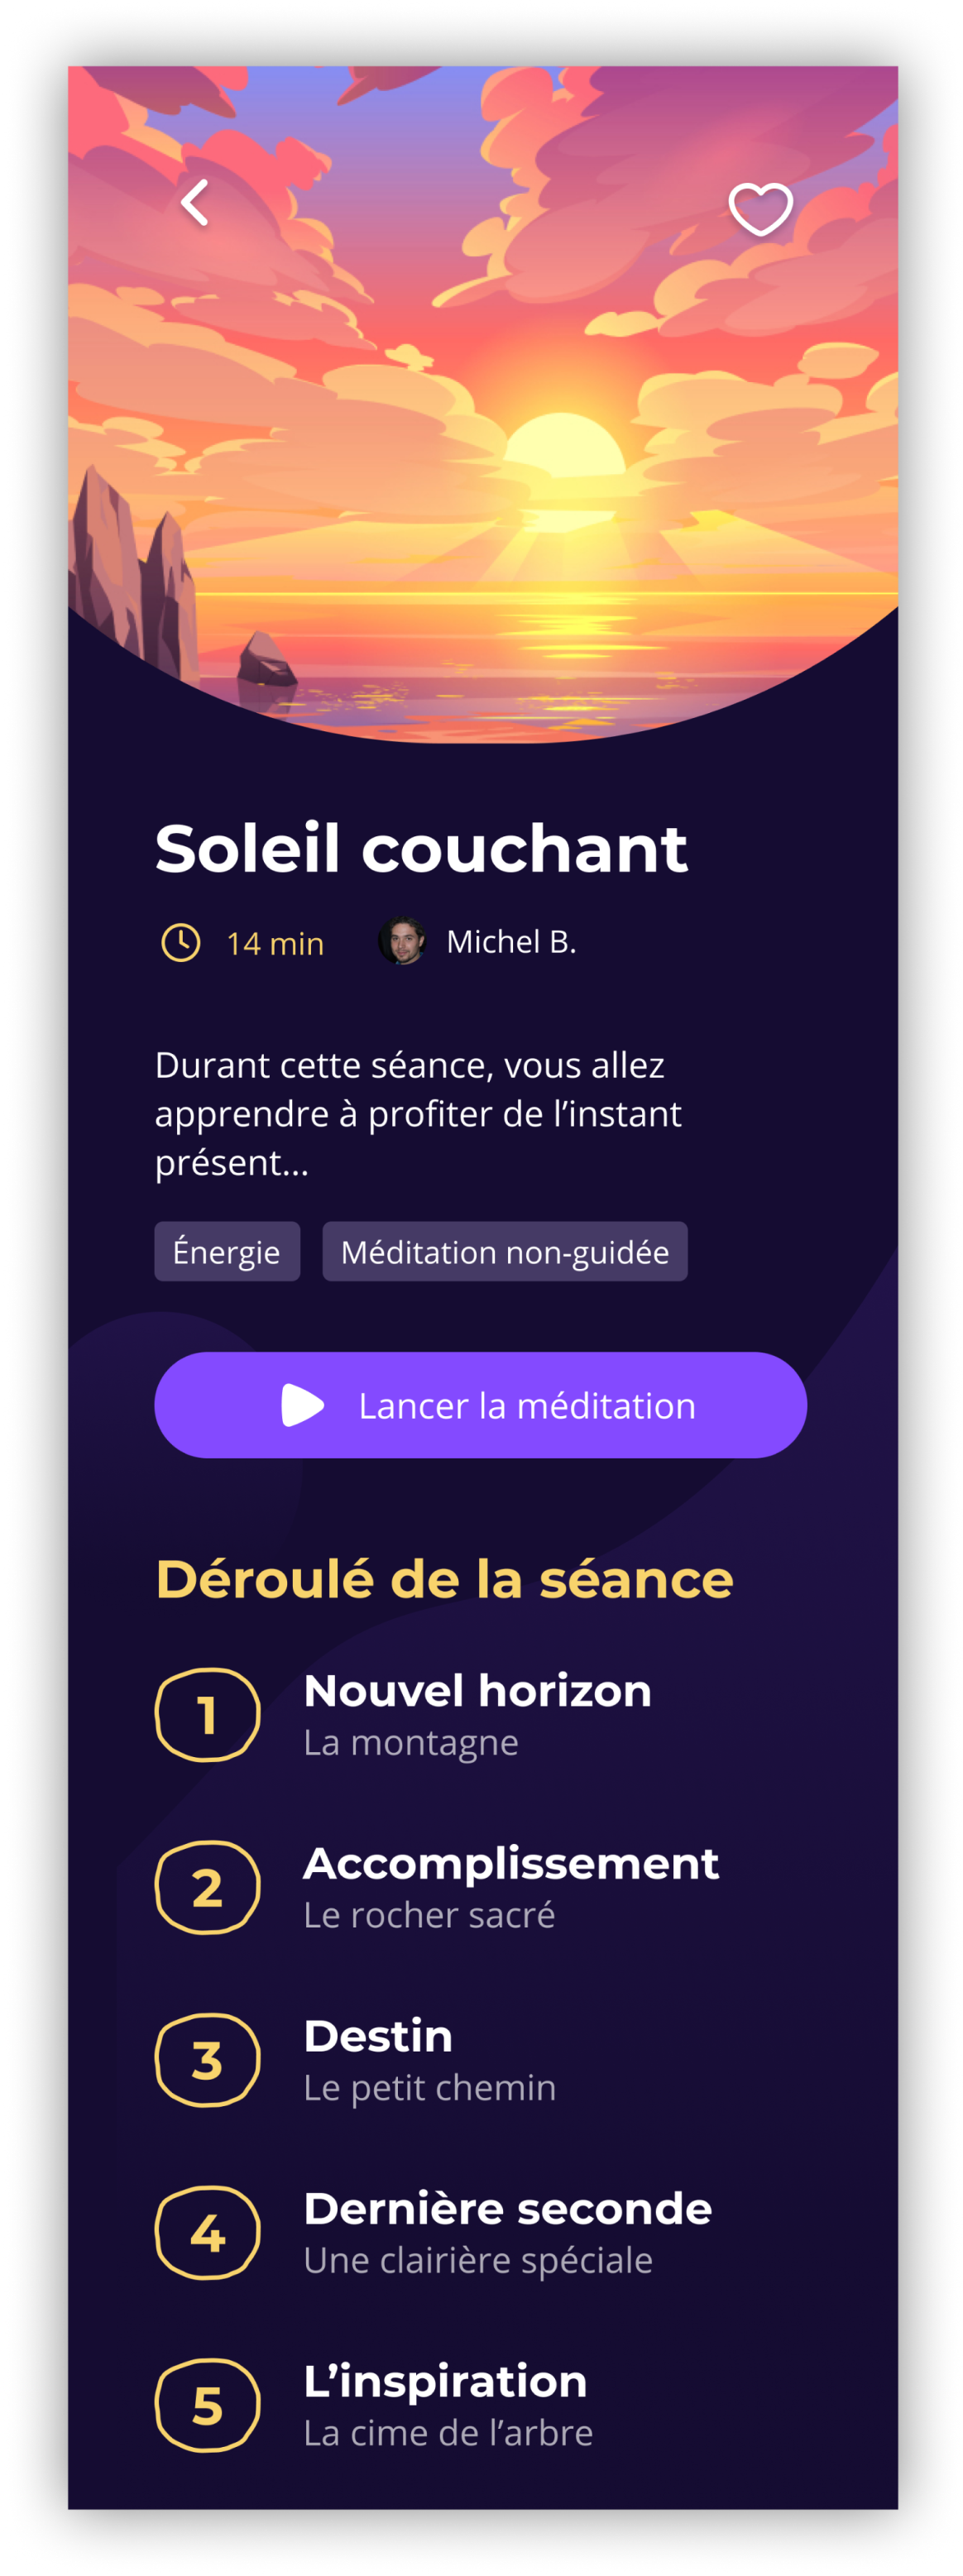 Soleil couchant
14 min Michel B.
Durant cette séance, vous allez
apprendre à profiter de l’instant
présent...
Énergie Méditation non-guidée
Lancer la méditation
Déroulé de la séance
1 Nouvel horizon
La montagne
2 Accomplissement
Le rocher sacré
3 Destin
Le petit chemin
4 Dernière seconde
Une clairière spéciale
5 L’inspiration
La cime de l’arbre